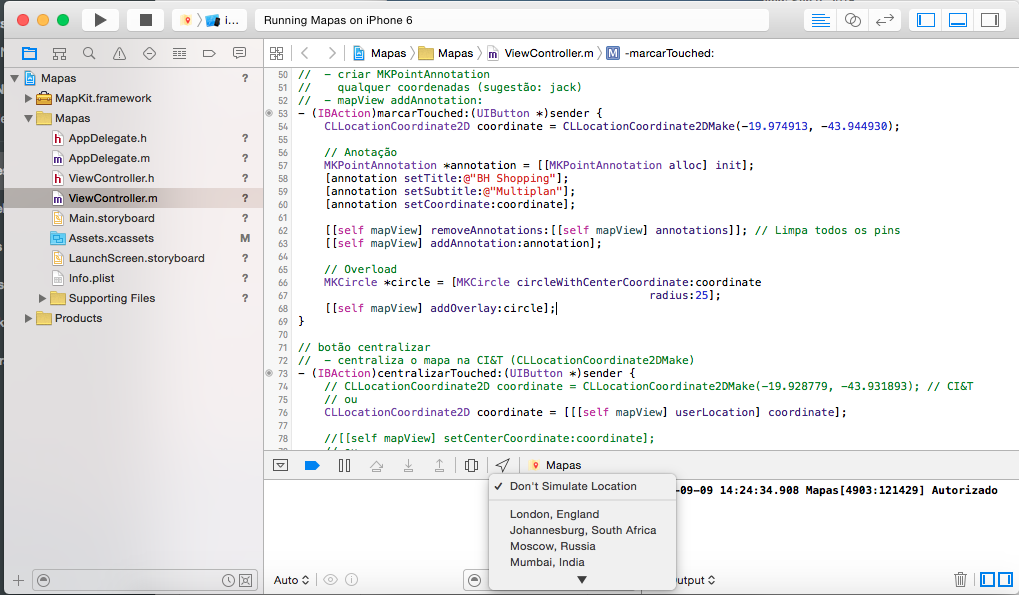 i...
Running Mapas on iPhone 6
Mapas
Mapas
m ViewController.m
M -marcarTouched:
Mapas ?
MapKit.framework
Mapas
h AppDelegate.h ?
m AppDelegate.m ?
h ViewController.h ?
m ViewController.m ?
Main.storyboard ?
Assets.xcassets M
LaunchScreen.storyboard ?
Info.plist ?
Supporting Files ?
Products
50 // - criar MKPointAnnotation
51 // qualquer coordenadas (sugestão: jack)
52 // - mapView addAnnotation:
53 - (IBAction)marcarTouched:(UIButton *)sender {
54 CLLocationCoordinate2D coordinate = CLLocationCoordinate2DMake(-19.974913, -43.944930);
55
56 // Anotação
57 MKPointAnnotation *annotation = [[MKPointAnnotation alloc] init];
58 [annotation setTitle:@"BH Shopping"];
59 [annotation setSubtitle:@"Multiplan"];
60 [annotation setCoordinate:coordinate];
61
62 [[self mapView] removeAnnotations:[[self mapView] annotations]]; // Limpa todos os pins
63 [[self mapView] addAnnotation:annotation];
64
65 // Overload
66 MKCircle *circle = [MKCircle circleWithCenterCoordinate:coordinate
67 radius:25];
68 [[self mapView] addOverlay:circle];
69 }
70
71 // botão centralizar
72 // - centraliza o mapa na CI&T (CLLocationCoordinate2DMake)
73 - (IBAction)centralizarTouched:(UIButton *)sender {
74 // CLLocationCoordinate2D coordinate = CLLocationCoordinate2DMake(-19.928779, -43.931893); // CI&T
75 // ou
76 CLLocationCoordinate2D coordinate = [[[self mapView] userLocation] coordinate];
77
78 //[[self mapView] setCenterCoordinate:coordinate];
Mapas
✓ Don't Simulate Location
London, England
Johannesburg, South Africa
Moscow, Russia
Mumbai, India
-09-09 14:24:34.908 Mapas[4903:121429] Autorizado
Auto
utput